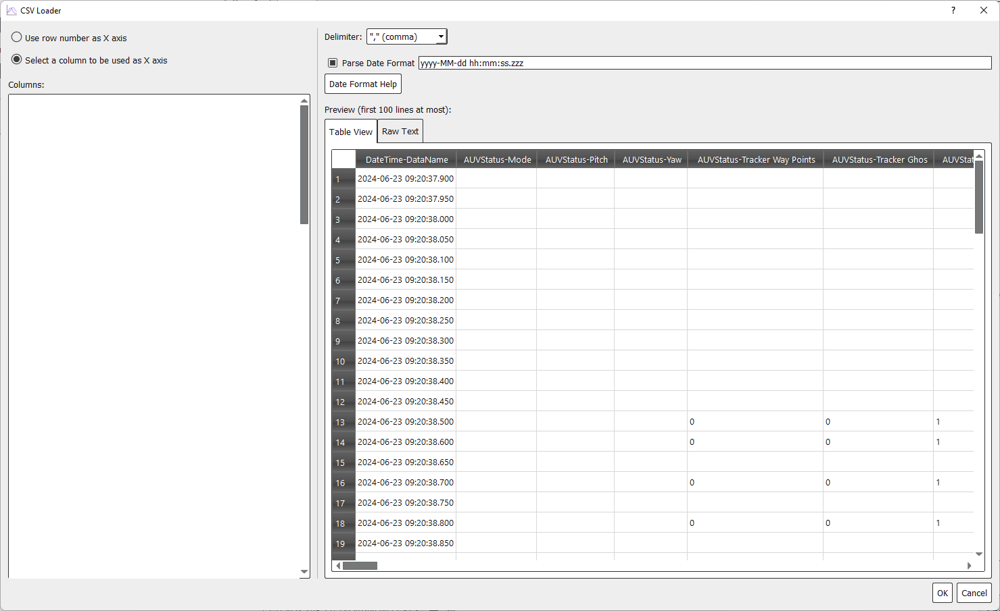 CSV Loader
?
Use row number as X axis
Select a column to be used as X axis
Columns:
Delimiter: "," (comma)
Parse Date Format yyyy-MM-dd hh:mm:ss.zzz
Date Format Help
Preview (first 100 lines at most):
Table View Raw Text
DateTime-DataName AUVStatus-Mode AUVStatus-Pitch AUVStatus-Yaw AUVStatus-Tracker Way Points AUVStatus-Tracker Ghos AUVStat
1 2024-06-23 09:20:37.900
2 2024-06-23 09:20:37.950
3 2024-06-23 09:20:38.000
4 2024-06-23 09:20:38.050
5 2024-06-23 09:20:38.100
6 2024-06-23 09:20:38.150
7 2024-06-23 09:20:38.200
8 2024-06-23 09:20:38.250
9 2024-06-23 09:20:38.300
10 2024-06-23 09:20:38.350
11 2024-06-23 09:20:38.400
12 2024-06-23 09:20:38.450
13 2024-06-23 09:20:38.500 0 0 1
14 2024-06-23 09:20:38.600 0 0 1
15 2024-06-23 09:20:38.650
16 2024-06-23 09:20:38.700 0 0 1
17 2024-06-23 09:20:38.750
18 2024-06-23 09:20:38.800 0 0 1
19 2024-06-23 09:20:38.850
OK Cancel